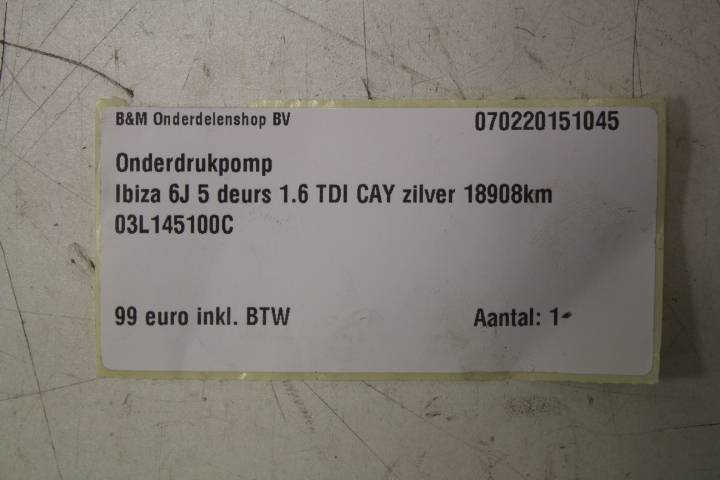 B&M Onderdelenshop BV 070220151045
Onderdrukpomp
Ibiza 6J 5 deurs 1.6 TDI CAY zilver 18908km
03L145100C
99 euro inkl. BTW Aantal: 1